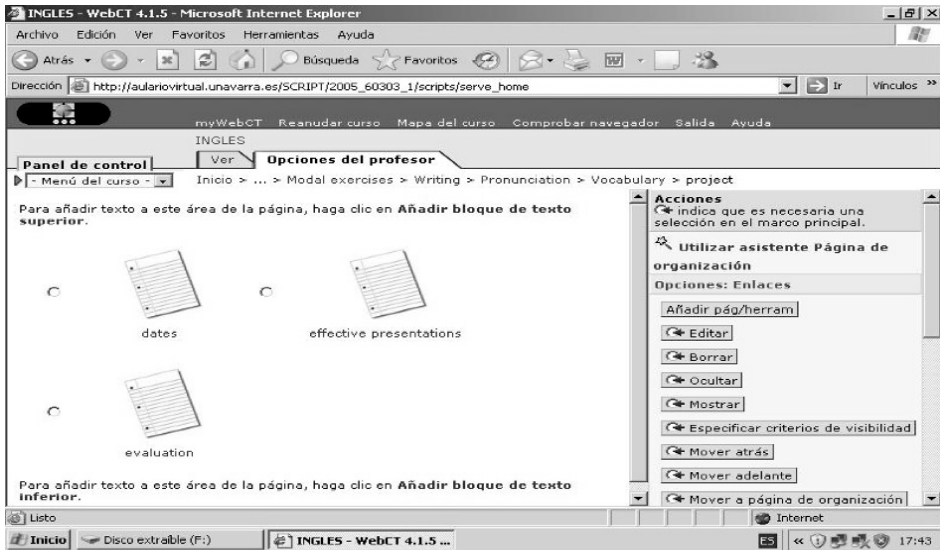 INGLES - WebCT 4.1.5 - Microsoft Internet Explorer
Archivo Edición Ver Favoritos Herramientas Ayuda
Atrás Búsqueda Favoritos
Dirección http://aulariovirtual.unavarra.es/SCRIPT/2005_60303_1/scripts/serve_home Ir Vínculos »
myWebCT Reanudar curso Mapa del curso Comprobar navegador Salida Ayuda
INGLES
Panel de control Ver Opciones del profesor
- Menú del curso - Inicio > ... > Modal exercises > Writing > Pronunciation > Vocabulary > project
Para añadir texto a este área de la página, haga clic en Añadir bloque de texto
superior.
dates effective presentations
evaluation
Para añadir texto a este área de la página, haga clic en Añadir bloque de texto
inferior.
Acciones
indica que es necesaria una
selección en el marco principal.
Utilizar asistente Página de
organización
Opciones: Enlaces
Añadir pág/herram
Editar
Borrar
Ocultar
Mostrar
Especificar criterios de visibilidad
Mover atrás
Mover adelante
Mover a página de organización
Listo Internet
Inicio Disco extraíble (F:) INGLES - WebCT 4.1.5 ... ES « 17:43